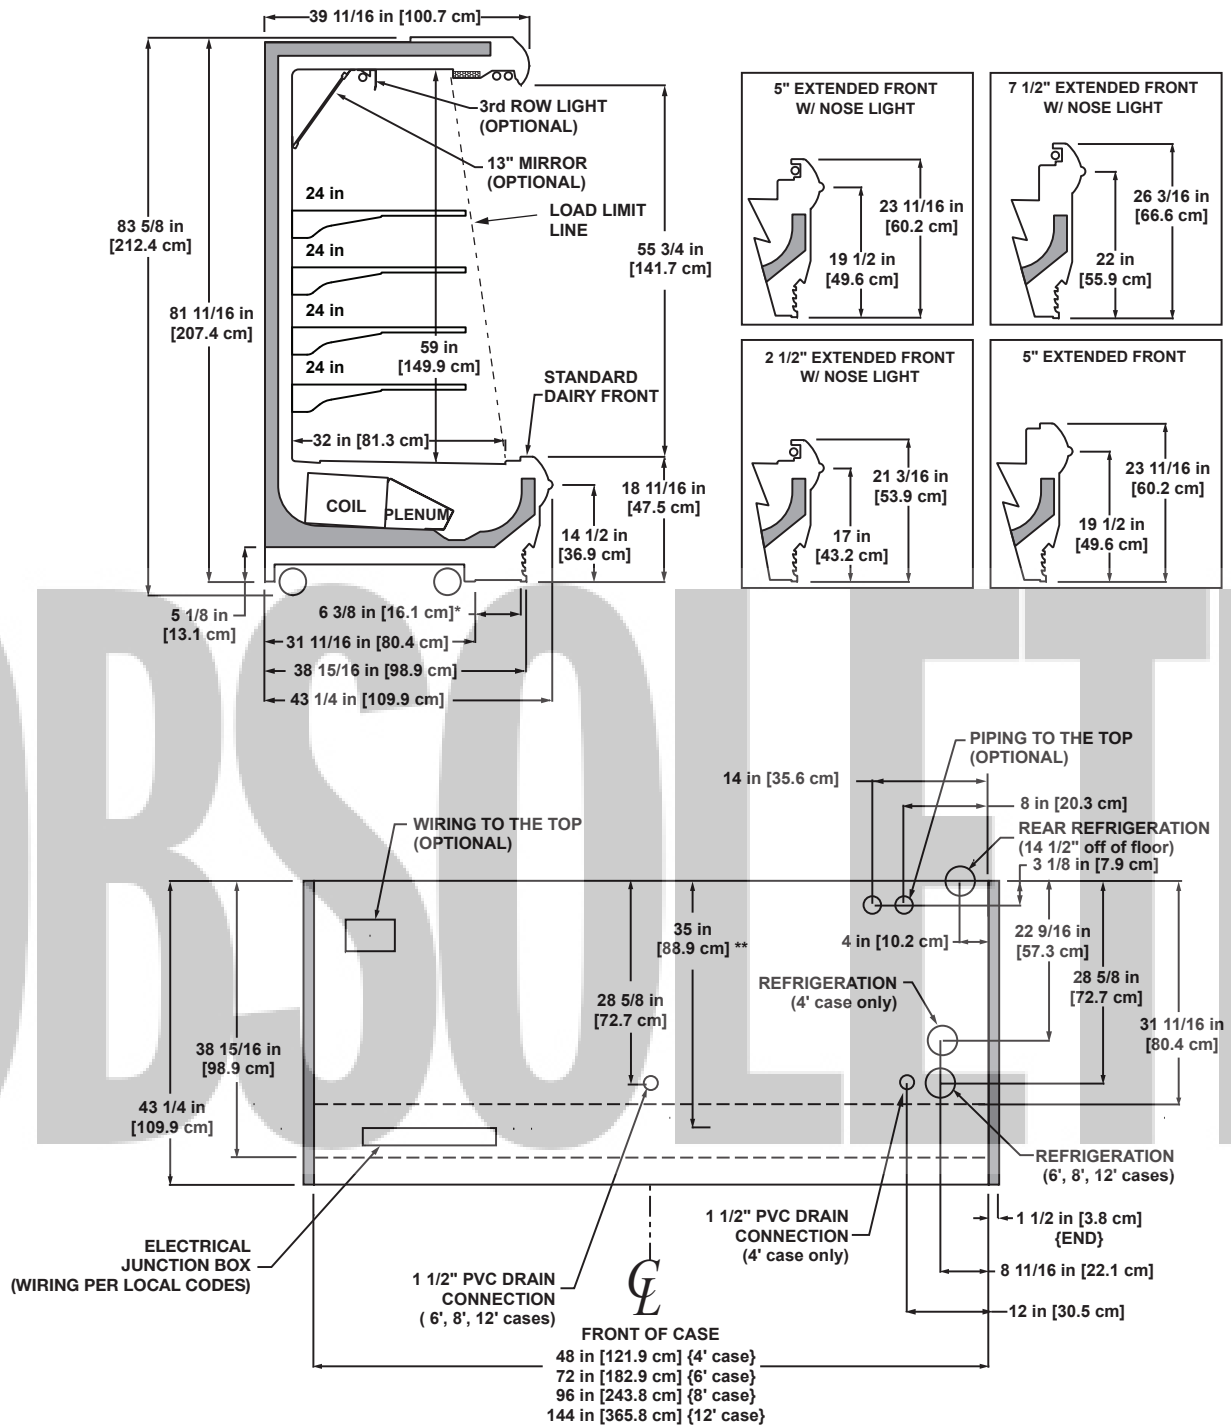 39 11/16 in [100.7 cm]
3rd ROW LIGHT
(OPTIONAL)
13" MIRROR
(OPTIONAL)
24 in
LOAD LIMIT
LINE
83 5/8 in
[212.4 cm]
24 in
55 3/4 in
[141.7 cm]
81 11/16 in
[207.4 cm]
24 in
59 in
[149.9 cm]
24 in
STANDARD
DAIRY FRONT
32 in [81.3 cm]
COIL
PLENUM
18 11/16 in
[47.5 cm]
14 1/2 in
[36.9 cm]
5 1/8 in
[13.1 cm]
6 3/8 in [16.1 cm]*
31 11/16 in [80.4 cm]
38 15/16 in [98.9 cm]
43 1/4 in [109.9 cm]
5" EXTENDED FRONT
W/ NOSE LIGHT
23 11/16 in
[60.2 cm]
19 1/2 in
[49.6 cm]
7 1/2" EXTENDED FRONT
W/ NOSE LIGHT
26 3/16 in
[66.6 cm]
22 in
[55.9 cm]
2 1/2" EXTENDED FRONT
W/ NOSE LIGHT
21 3/16 in
[53.9 cm]
17 in
[43.2 cm]
5" EXTENDED FRONT
23 11/16 in
[60.2 cm]
19 1/2 in
[49.6 cm]
OBSOLETE
PIPING TO THE TOP
(OPTIONAL)
14 in [35.6 cm]
8 in [20.3 cm]
WIRING TO THE TOP
(OPTIONAL)
REAR REFRIGERATION
(14 1/2" off of floor)
3 1/8 in [7.9 cm]
35 in
[88.9 cm] **
4 in [10.2 cm]
22 9/16 in
[57.3 cm]
REFRIGERATION
(4' case only)
28 5/8 in
[72.7 cm]
28 5/8 in
[72.7 cm]
31 11/16 in
[80.4 cm]
38 15/16 in
[98.9 cm]
43 1/4 in
[109.9 cm]
REFRIGERATION
(6', 8', 12' cases)
1 1/2" PVC DRAIN
CONNECTION
(4' case only)
1 1/2 in [3.8 cm]
{END}
ELECTRICAL
JUNCTION BOX
(WIRING PER LOCAL CODES)
1 1/2" PVC DRAIN
CONNECTION
( 6', 8', 12' cases)
8 11/16 in [22.1 cm]
12 in [30.5 cm]
CL
FRONT OF CASE
48 in [121.9 cm] {4' case}
72 in [182.9 cm] {6' case}
96 in [243.8 cm] {8' case}
144 in [365.8 cm] {12' case}